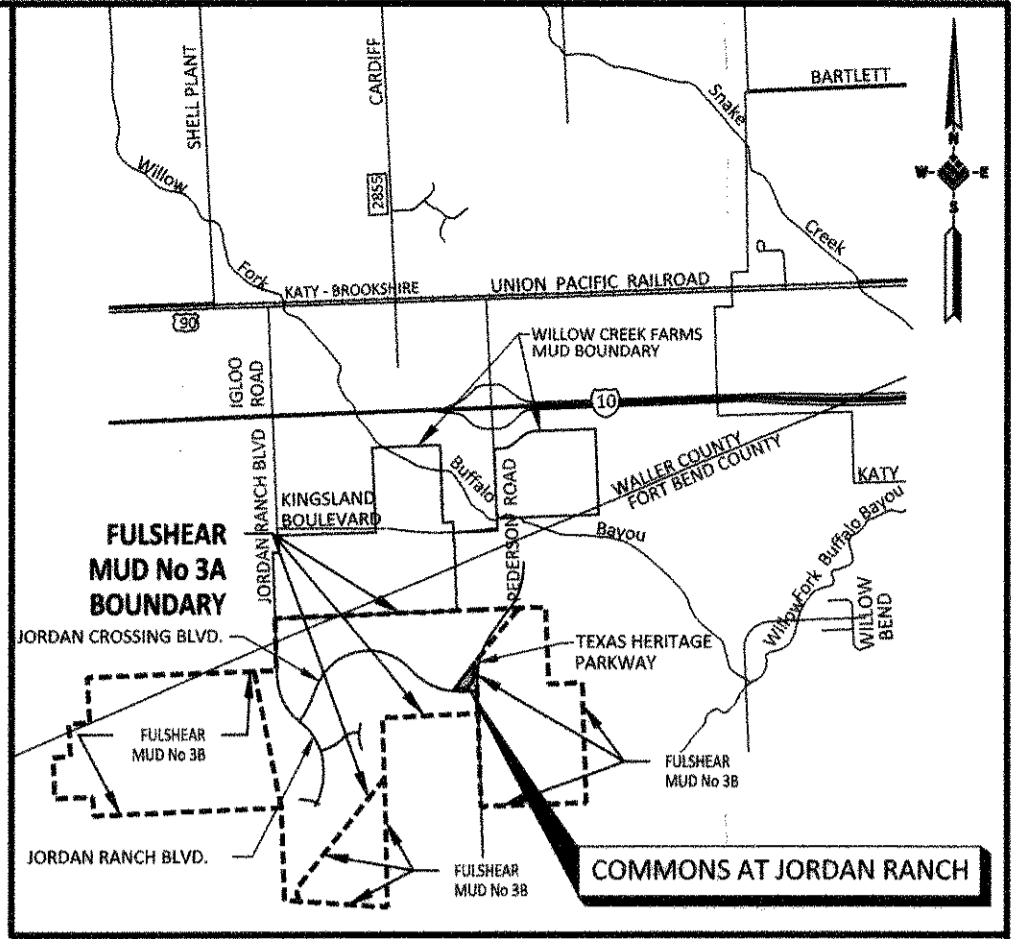 SHELL PLANT
CARDIFF
BARTLETT
Snake
Creek
N
W
E
S
Willow
Fork
2855
KATY - BROOKSHIRE
UNION PACIFIC RAILROAD
90
WILLOW CREEK FARMS
MUD BOUNDARY
IGLOO
ROAD
10
JORDAN RANCH BLVD
KINGSLAND
BOULEVARD
Buffalo
Bayou
PEDERSON ROAD
WALLER COUNTY
FORT BEND COUNTY
KATY
Willow Fork Buffalo Bayou
WILLOW
BEND
FULSHEAR
MUD No 3A
BOUNDARY
JORDAN CROSSING BLVD.
TEXAS HERITAGE
PARKWAY
FULSHEAR
MUD No 3B
FULSHEAR
MUD No 3B
JORDAN RANCH BLVD.
FULSHEAR
MUD No 3B
COMMONS AT JORDAN RANCH